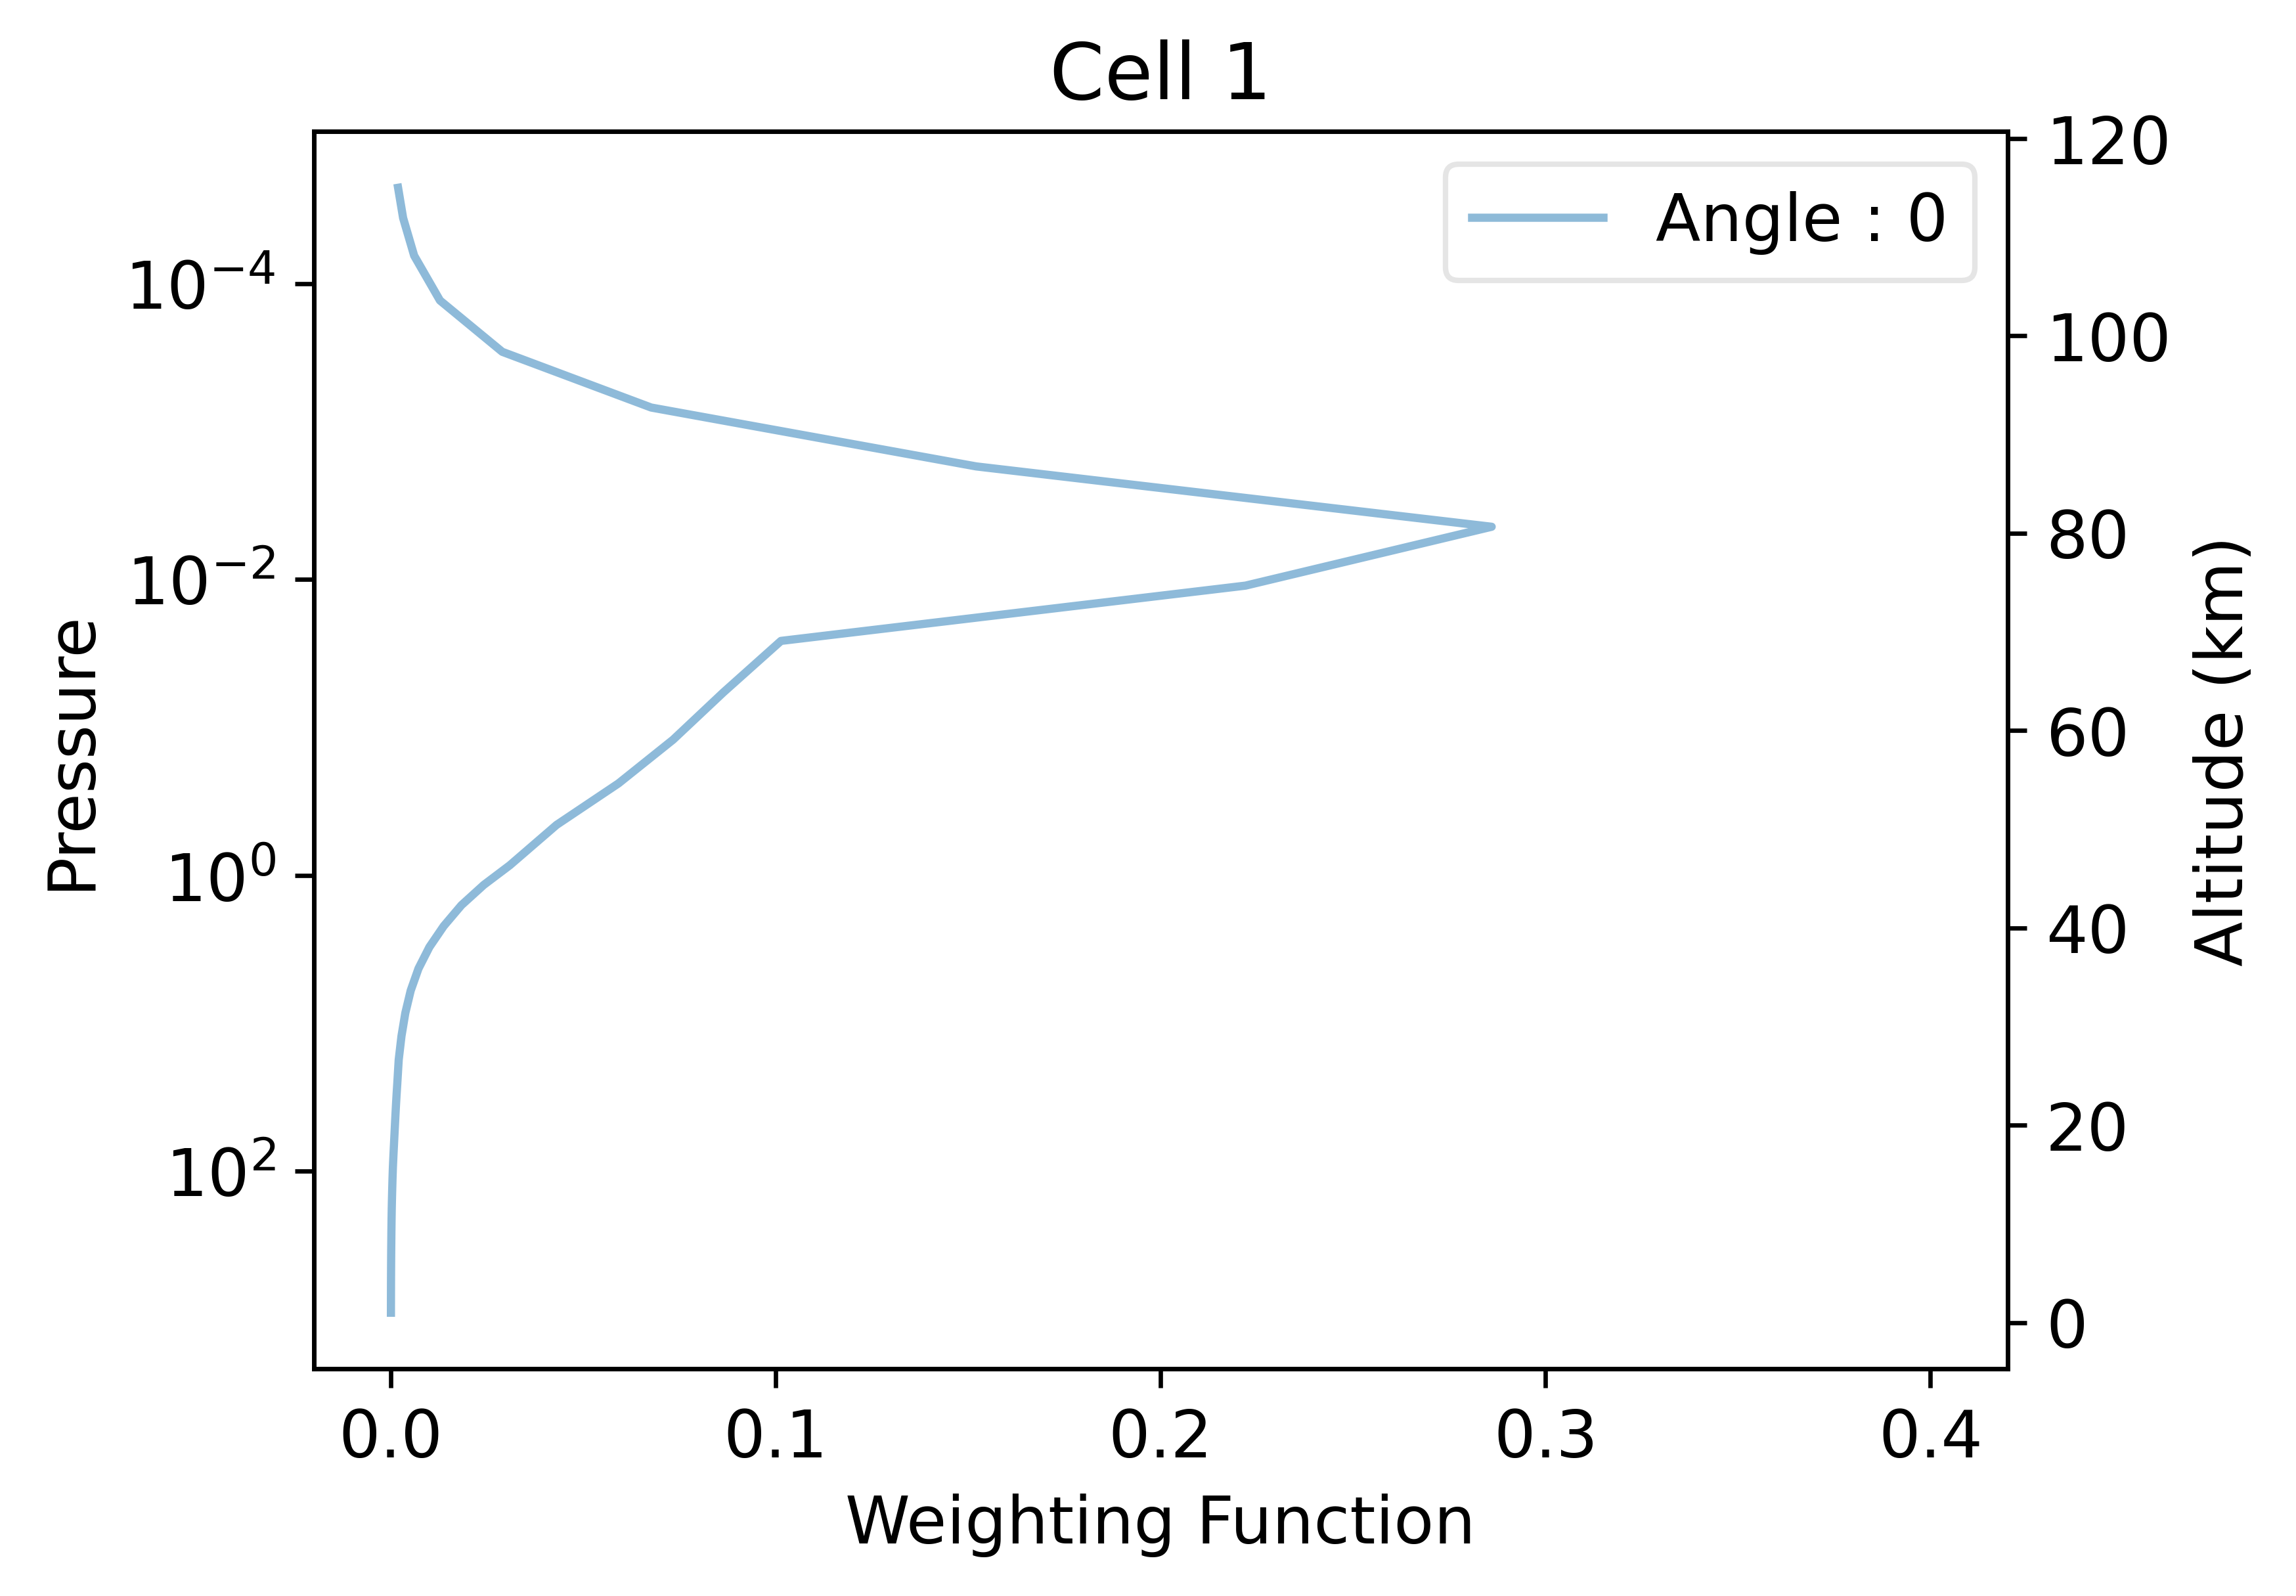 Cell 1
Angle : 0
Pressure
10⁻⁴
10⁻²
10⁰
10²
120
100
80
60
40
20
0
Altitude (km)
0.0 0.1 0.2 0.3 0.4
Weighting Function